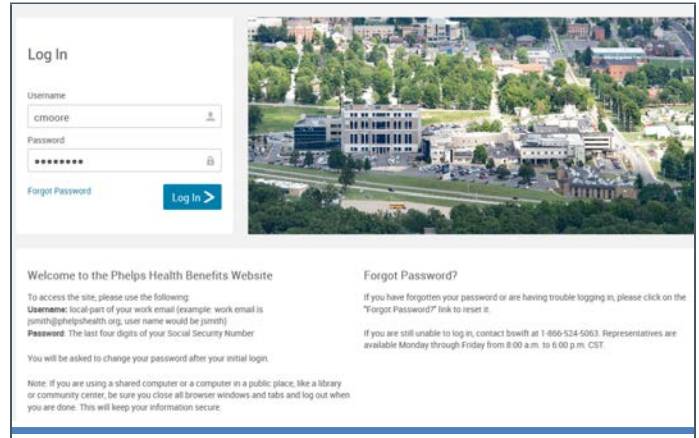 Log In
Username
cmoore
Password
••••••••
Forgot Password
Log In >
Welcome to the Phelps Health Benefits Website
To access the site, please use the following:
Username: local-part of your work email (example: work email is
jsmith@phelpshealth.org, user name would be jsmith)
Password: The last four digits of your Social Security Number
You will be asked to change your password after your initial login.
Note: If you are using a shared computer or a computer in a public place, like a library
or community center, be sure you close all browser windows and tabs and log out when
you are done. This will keep your information secure.
Forgot Password?
If you have forgotten your password or are having trouble logging in, please click on the
"Forgot Password?" link to reset it.
If you are still unable to log in, contact bswift at 1-866-524-5063. Representatives are
available Monday through Friday from 8:00 a.m. to 6:00 p.m. CST.